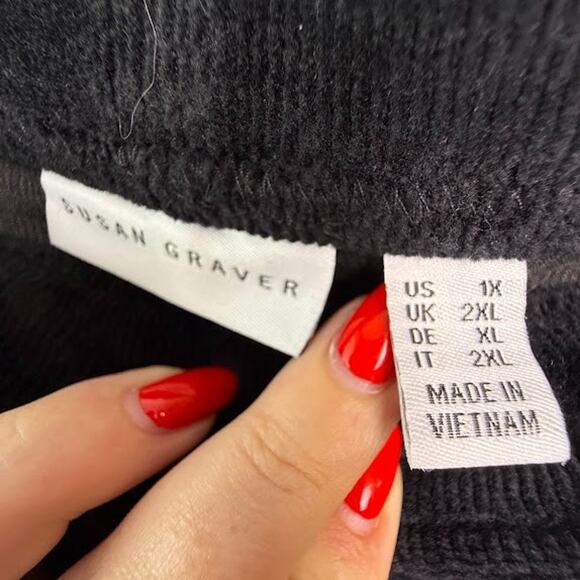 SUSAN GRAVER
US 1X
UK 2XL
DE XL
IT 2XL
MADE IN
VIETNAM